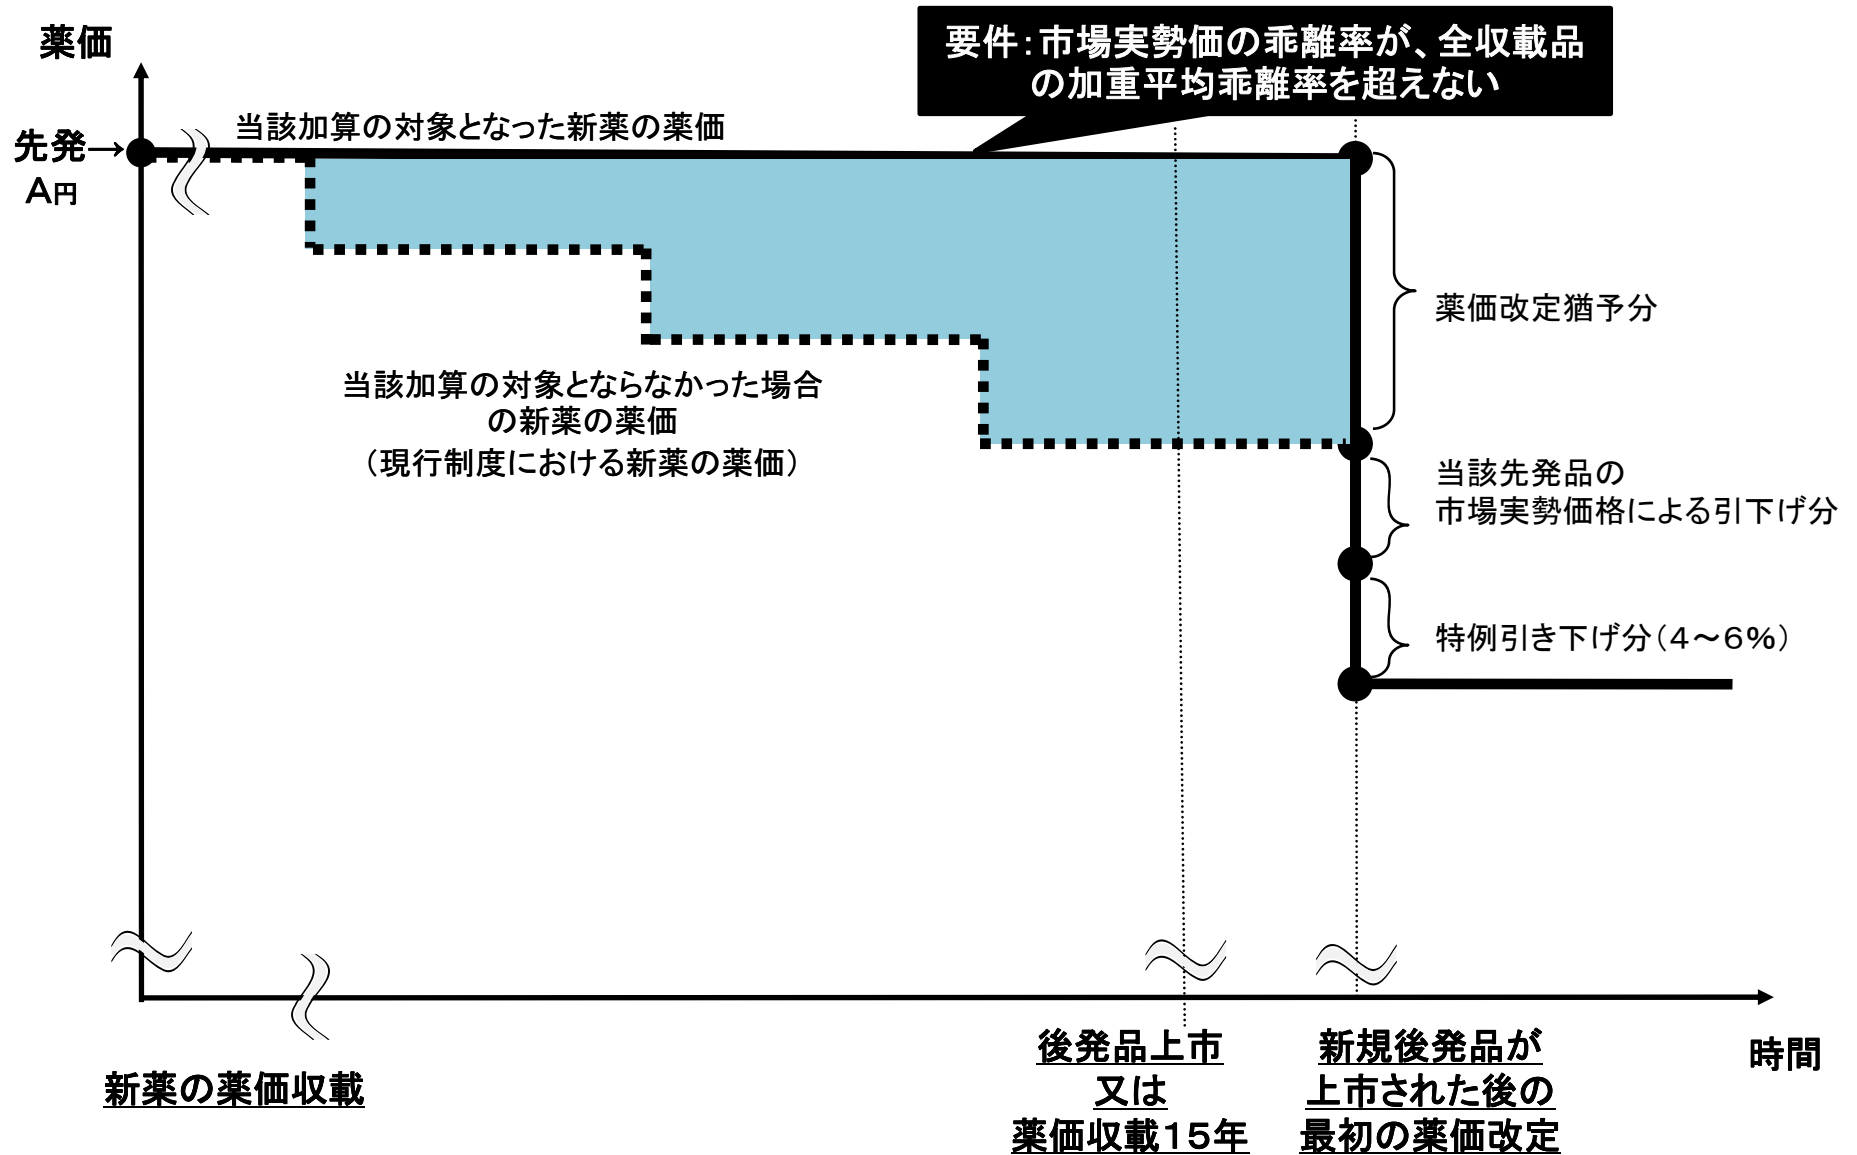 薬価
要件：市場実勢価の乖離率が、全収載品
の加重平均乖離率を超えない
当該加算の対象となった新薬の薬価
先発→
A円
薬価改定猶予分
当該加算の対象とならなかった場合
の新薬の薬価
（現行制度における新薬の薬価）
当該先発品の
市場実勢価格による引下げ分
特例引き下げ分（４～６％）
新薬の薬価収載
後発品上市
又は
薬価収載１５年
新規後発品が
上市された後の
最初の薬価改定
時間